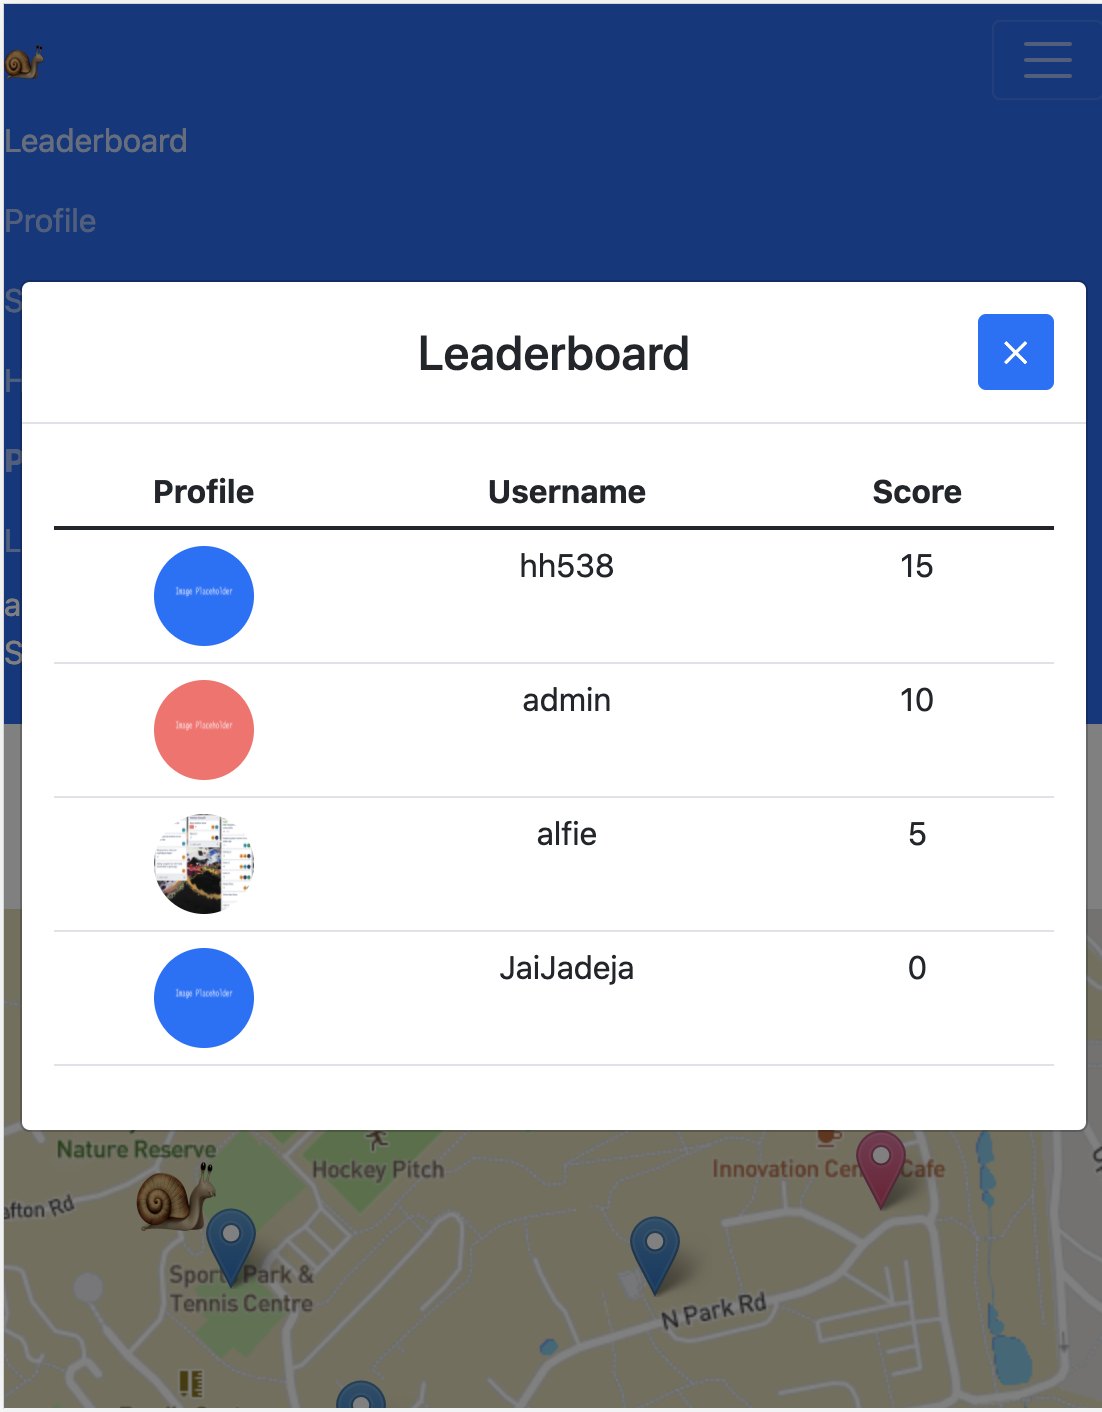 Leaderboard
Profile
S
H
P
L
a
S
Leaderboard
Profile Username Score
Image Placeholder
hh538 15
Image Placeholder
admin 10
alfie 5
Image Placeholder
JaiJadeja 0
Nature Reserve
Hockey Pitch
Innovation Cen Cafe
afton Rd
Sport Park &
Tennis Centre
N Park Rd